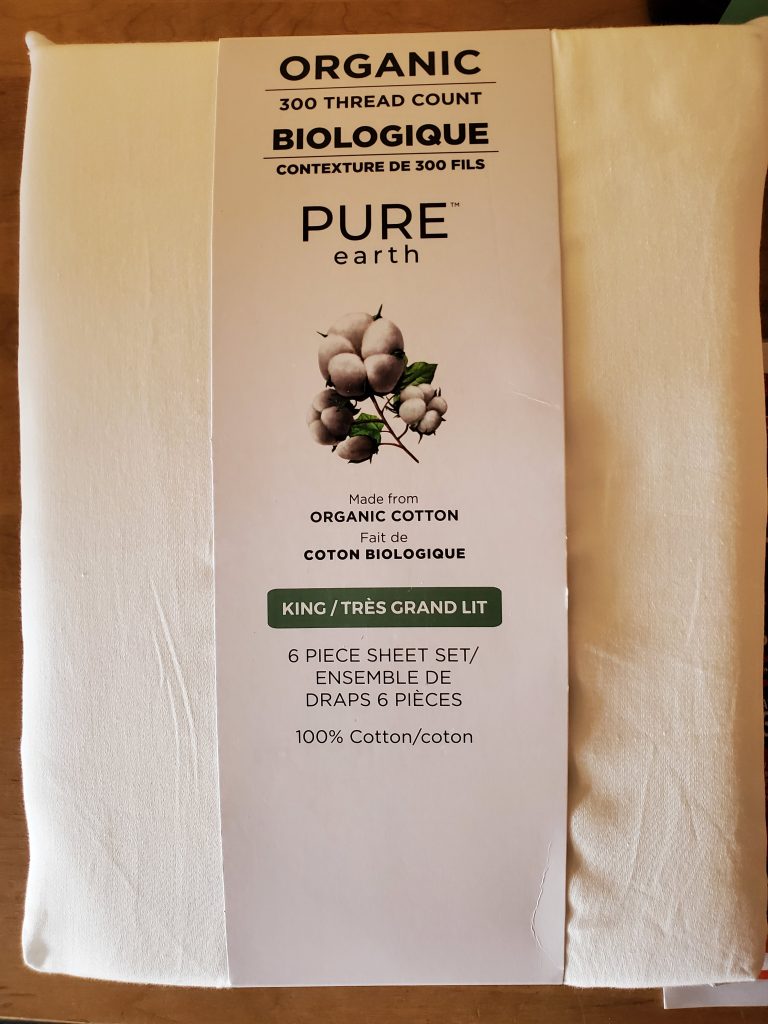 ORGANIC
300 THREAD COUNT
BIOLOGIQUE
CONTEXTURE DE 300 FILS
PURE™
earth
Made from
ORGANIC COTTON
Fait de
COTON BIOLOGIQUE
KING / TRÈS GRAND LIT
6 PIECE SHEET SET/
ENSEMBLE DE
DRAPS 6 PIÈCES
100% Cotton/coton